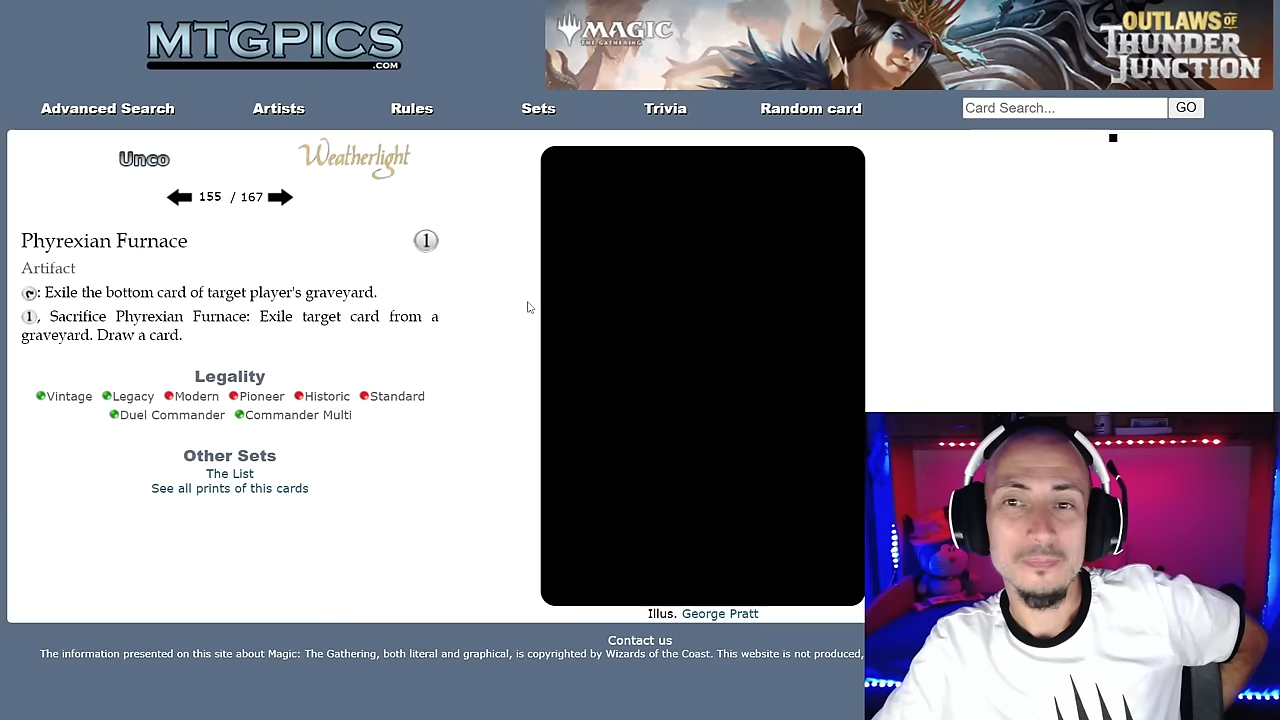 MTGPICS
.COM
MAGIC
THE GATHERING
OUTLAWS OF
THUNDER
JUNCTION
Advanced Search Artists Rules Sets Trivia Random card Card Search... GO
Unco Weatherlight
155 / 167
Phyrexian Furnace 1
Artifact
: Exile the bottom card of target player's graveyard.
1, Sacrifice Phyrexian Furnace: Exile target card from a
graveyard. Draw a card.
Legality
Vintage Legacy Modern Pioneer Historic Standard
Duel Commander Commander Multi
Other Sets
The List
See all prints of this cards
Illus. George Pratt
Contact us
The information presented on this site about Magic: The Gathering, both literal and graphical, is copyrighted by Wizards of the Coast. This website is not produced,